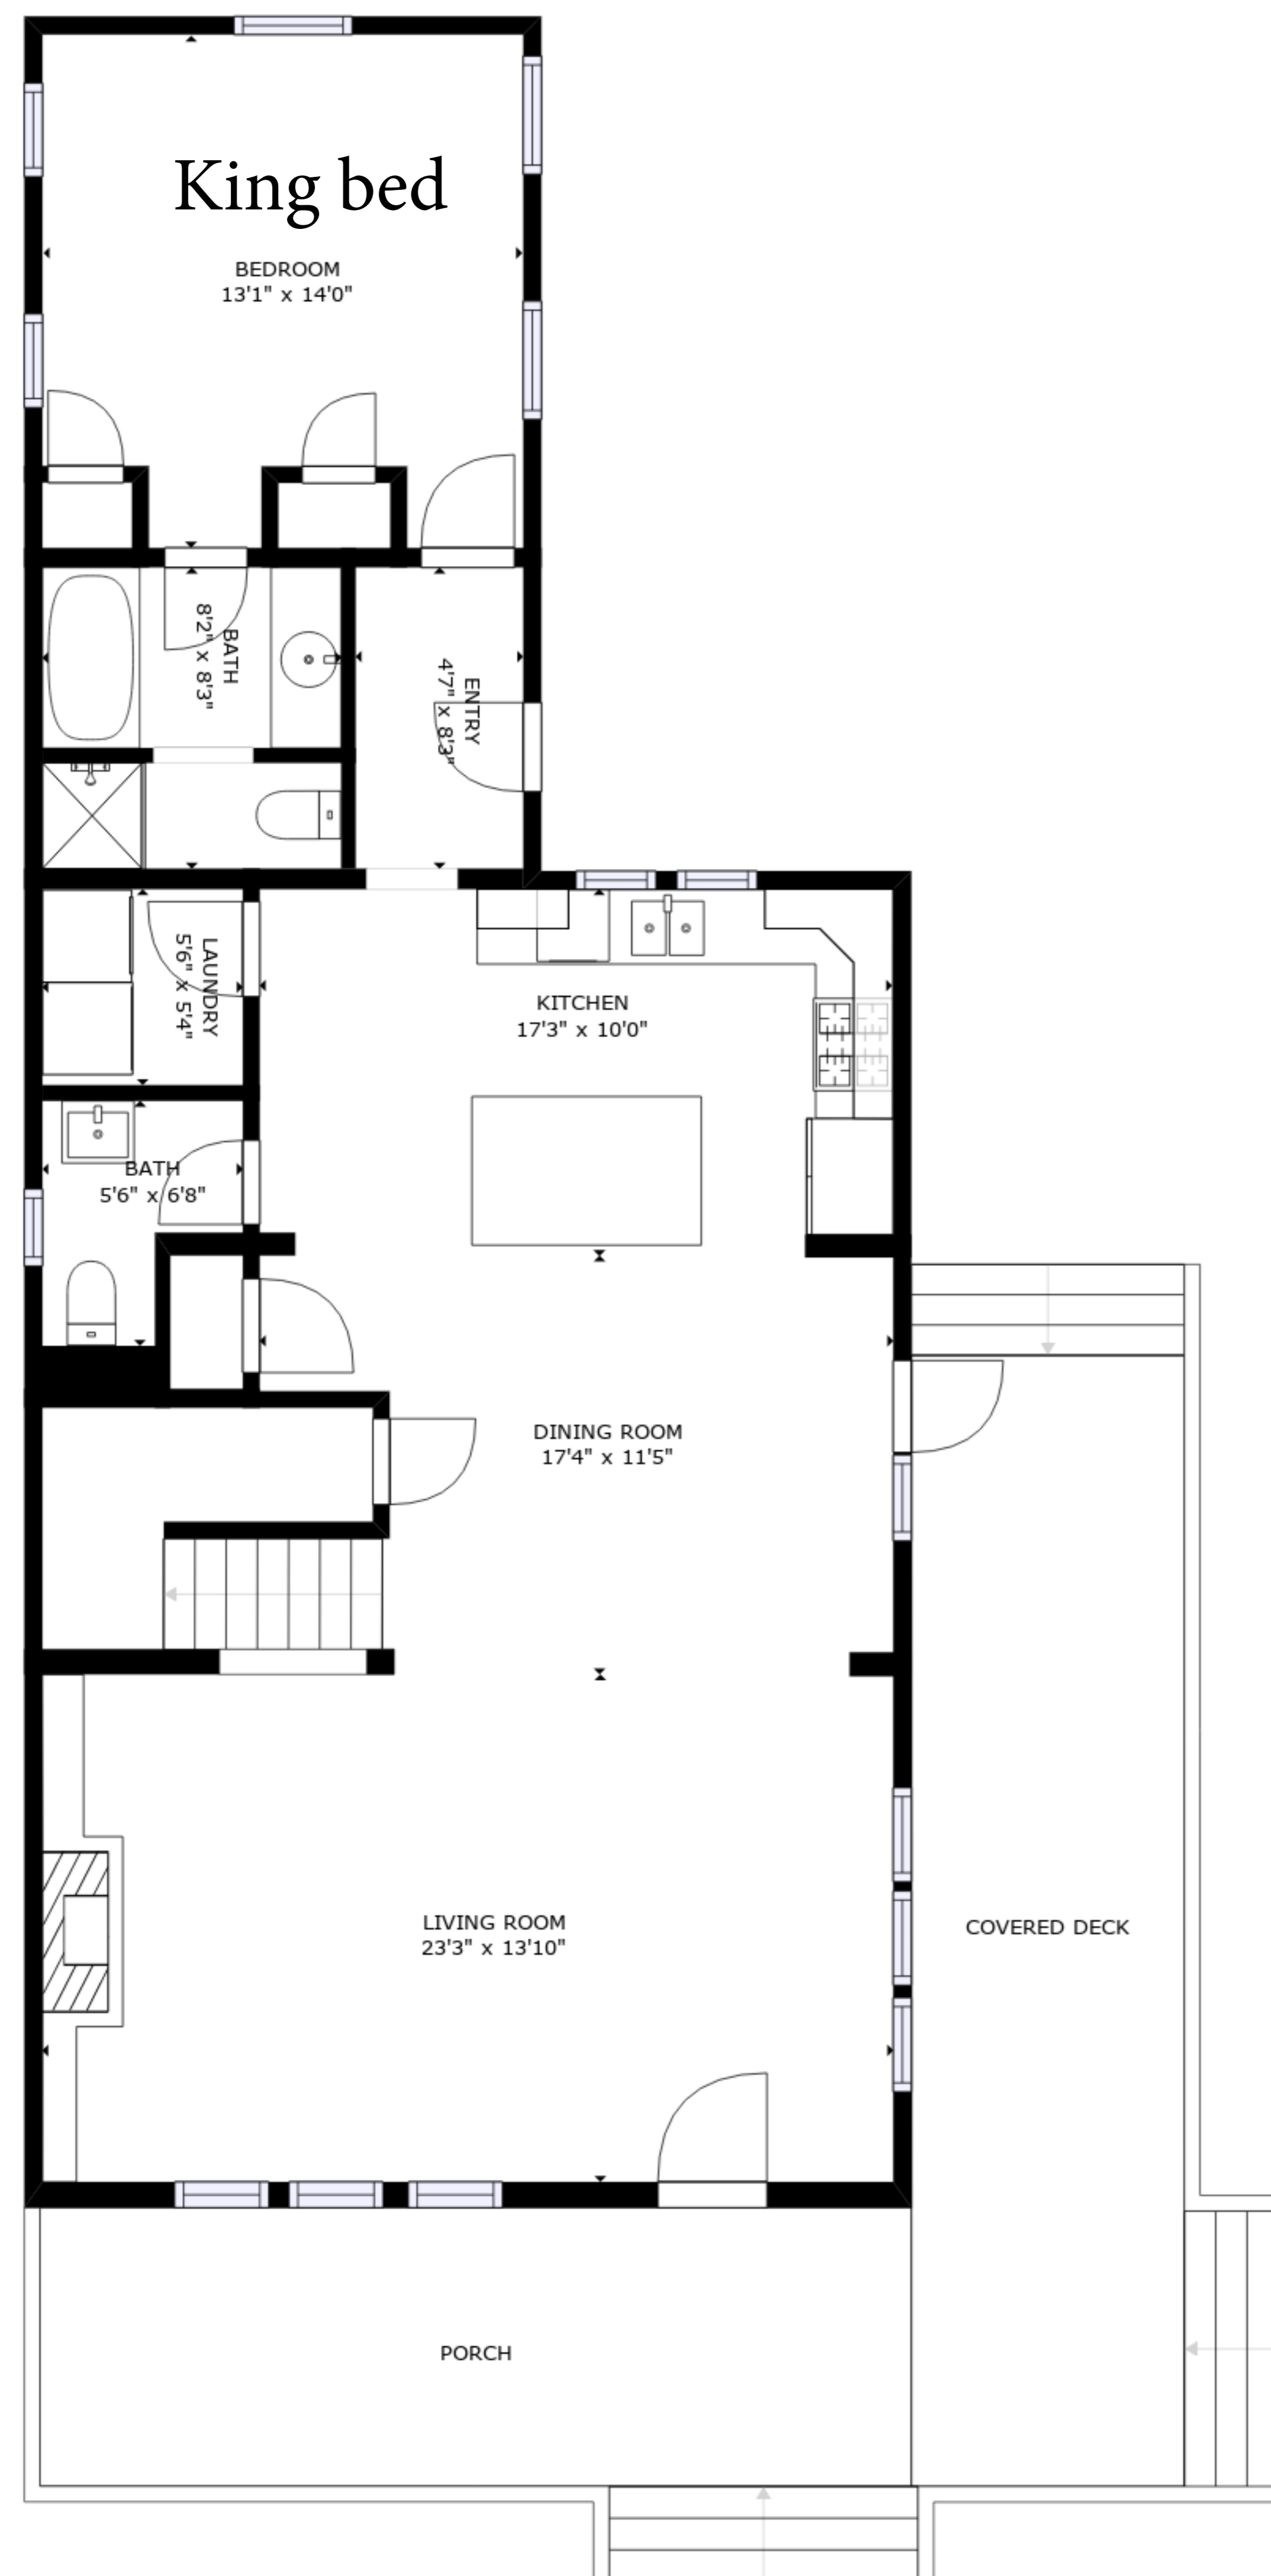 King bed
BEDROOM
13'1" x 14'0"
BATH
8'2" x 8'3"
ENTRY
4'7" x 8'3"
LAUNDRY
5'6" x 5'4"
KITCHEN
17'3" x 10'0"
BATH
5'6" x 6'8"
DINING ROOM
17'4" x 11'5"
LIVING ROOM
23'3" x 13'10"
COVERED DECK
PORCH